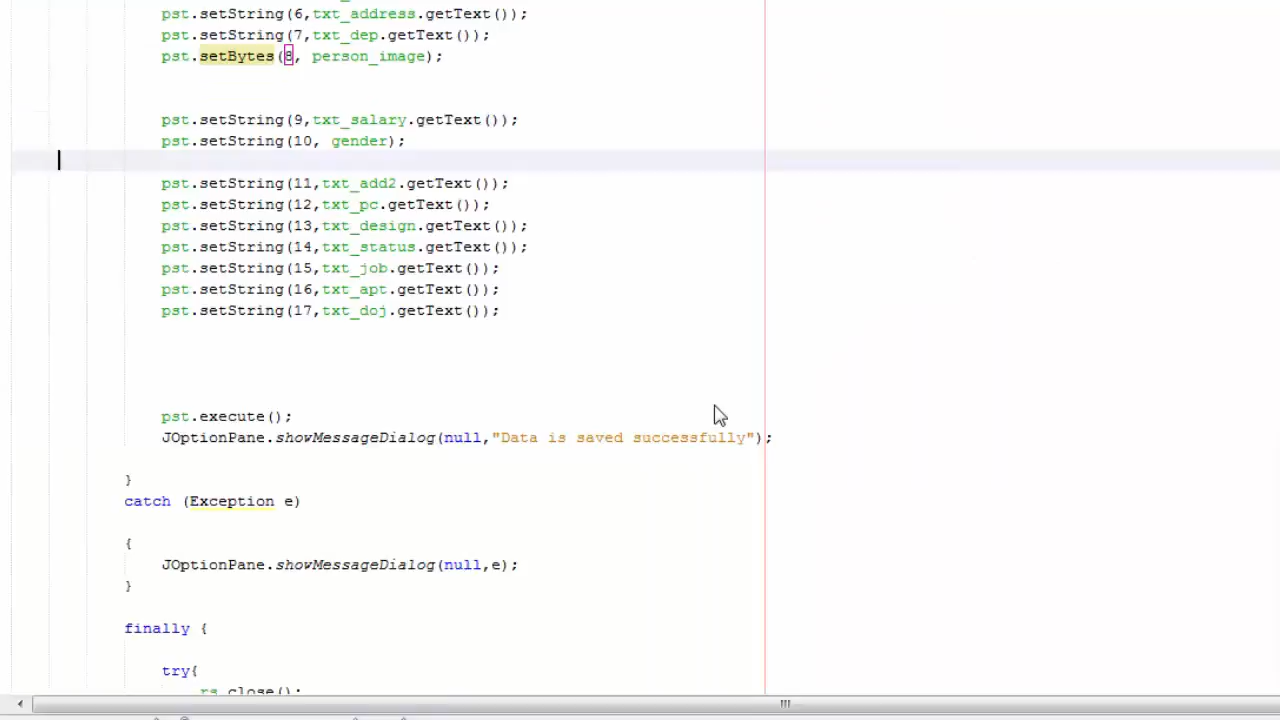 pst.setString(6,txt_address.getText());
pst.setString(7,txt_dep.getText());
pst.setBytes(8, person_image);
pst.setString(9,txt_salary.getText());
pst.setString(10, gender);
pst.setString(11,txt_add2.getText());
pst.setString(12,txt_pc.getText());
pst.setString(13,txt_design.getText());
pst.setString(14,txt_status.getText());
pst.setString(15,txt_job.getText());
pst.setString(16,txt_apt.getText());
pst.setString(17,txt_doj.getText());
pst.execute();
JOptionPane.showMessageDialog(null,"Data is saved successfully");
}
catch (Exception e)
{
JOptionPane.showMessageDialog(null,e);
}
finally {
try{
rs.close();